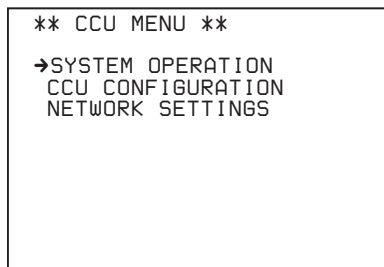 ** CCU MENU **
→SYSTEM OPERATION
CCU CONFIGURATION
NETWORK SETTINGS